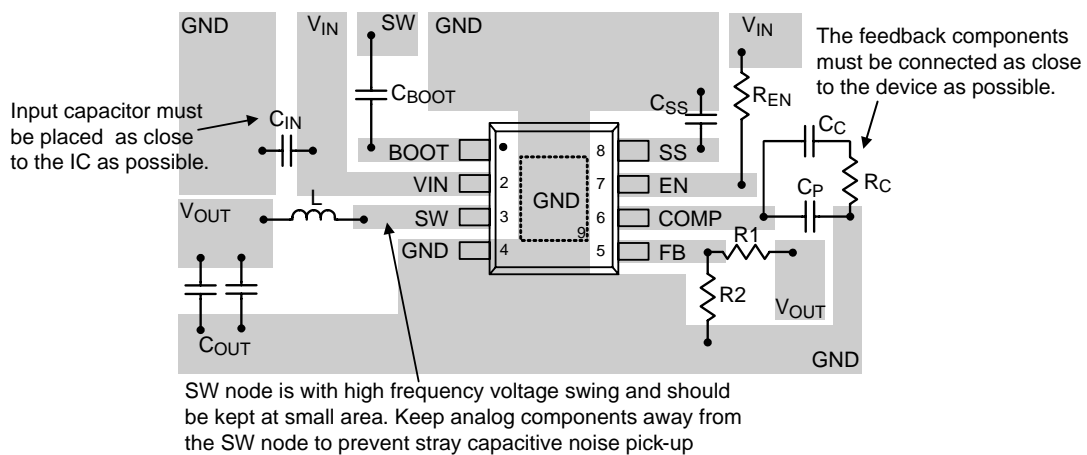 GND
VIN
SW
GND
VIN
The feedback components
must be connected as close
to the device as possible.
Input capacitor must
be placed as close
to the IC as possible.
CIN
CBOOT
CSS
REN
CC
RC
CP
BOOT
8
SS
VIN
2
GND
7
EN
VOUT
L
SW
3
6
COMP
GND
4
9
5
FB
R1
R2
VOUT
COUT
GND
SW node is with high frequency voltage swing and should
be kept at small area. Keep analog components away from
the SW node to prevent stray capacitive noise pick-up